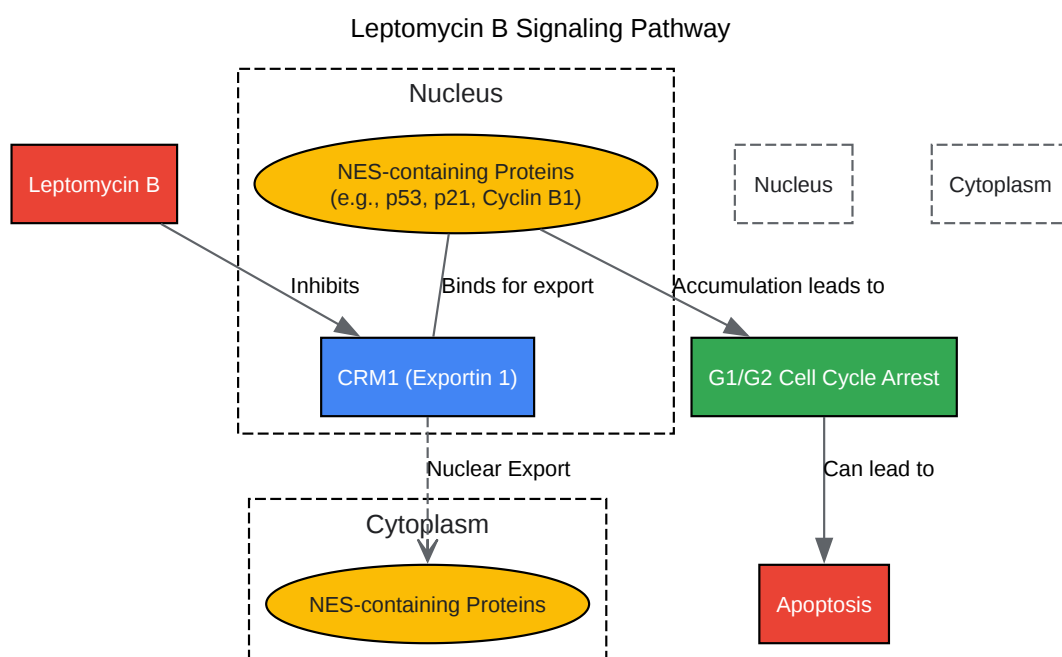 Leptomycin B Signaling Pathway
Nucleus
Leptomycin B
NES-containing Proteins
(e.g., p53, p21, Cyclin B1)
Nucleus
Cytoplasm
Inhibits
Binds for export
Accumulation leads to
CRM1 (Exportin 1)
G1/G2 Cell Cycle Arrest
Nuclear Export
Can lead to
Cytoplasm
NES-containing Proteins
Apoptosis